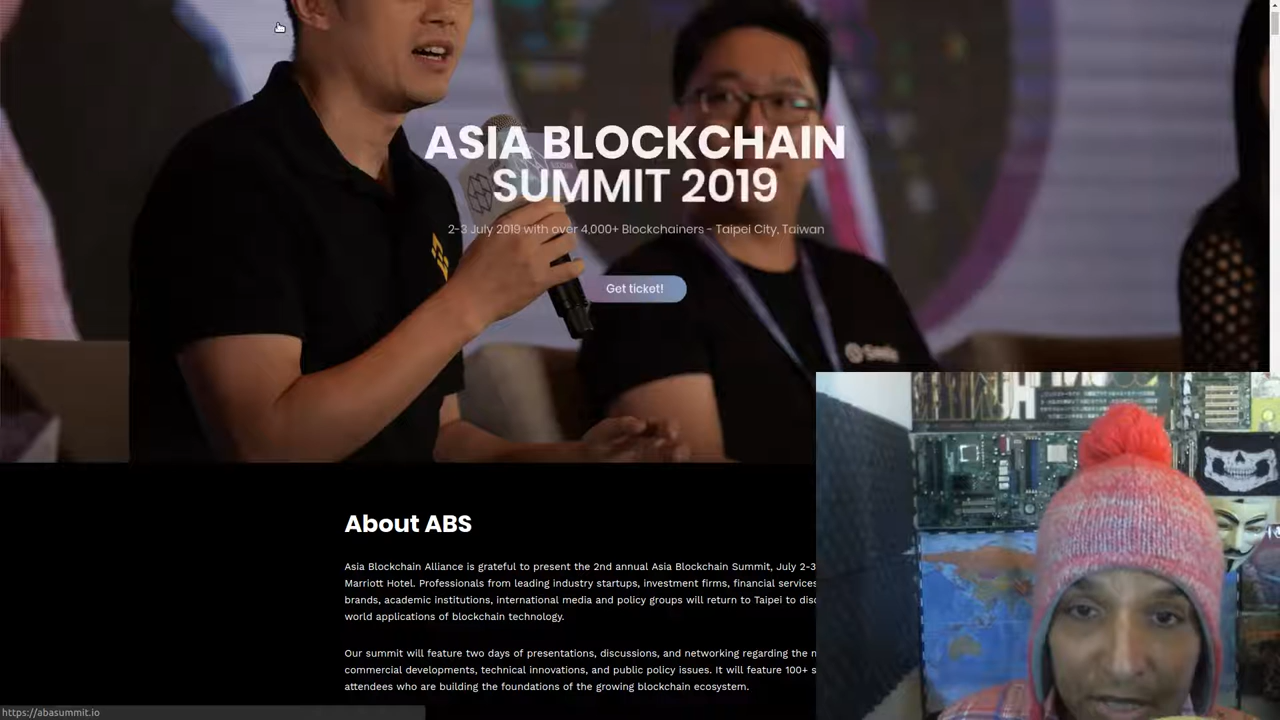 ASIA BLOCKCHAIN
SUMMIT 2019
2-3 July 2019 with over 4,000+ Blockchainers - Taipei City, Taiwan
Get ticket!
About ABS
Asia Blockchain Alliance is grateful to present the 2nd annual Asia Blockchain Summit, July 2-3
Marriott Hotel. Professionals from leading industry startups, investment firms, financial services
brands, academic institutions, international media and policy groups will return to Taipei to
world applications of blockchain technology.
Our summit will feature two days of presentations, discussions, and networking regarding the
commercial developments, technical innovations, and public policy issues. It will feature 100+
attendees who are building the foundations of the growing blockchain ecosystem.
https://abasummit.io